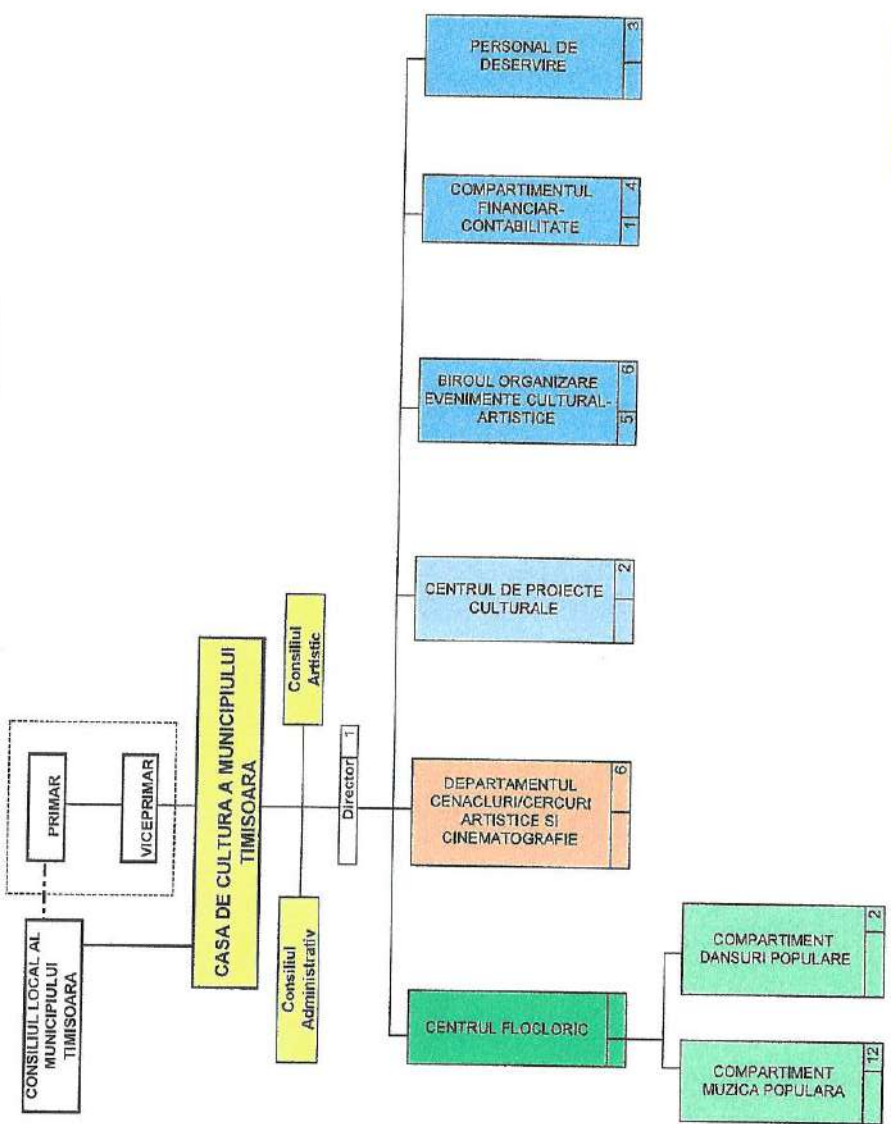 CONSILIUL LOCAL AL
MUNICIPIULUI
TIMISOARA
PRIMAR
VICEPRIMAR
CASA DE CULTURA A MUNICIPIULUI
TIMISOARA
Consiliul
Administrativ
Consiliul
Artistic
Director 1
CENTRUL FLOCLORIC
DEPARTAMENTUL
CENACLURI/CERCURI
ARTISTICE SI
CINEMATOGRAFIE
6
CENTRUL DE PROIECTE
CULTURALE
2
BIROUL ORGANIZARE
EVENIMENTE CULTURAL-
ARTISTICE
5 6
COMPARTIMENTUL
FINANCIAR-
CONTABILITATE
1 4
PERSONAL DE
DESERVIRE
3
COMPARTIMENT
MUZICA POPULARA
12
COMPARTIMENT
DANSURI POPULARE
2